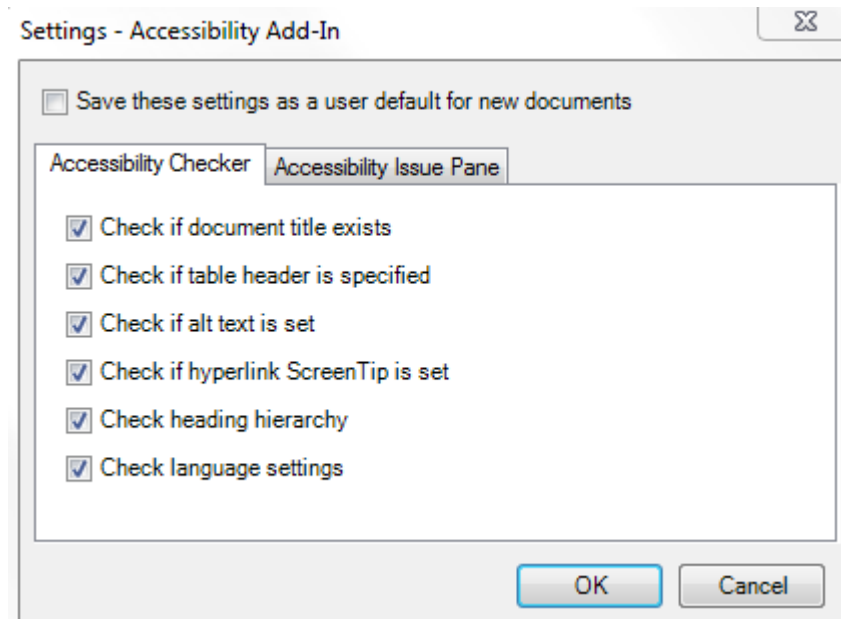 Settings - Accessibility Add-In
Save these settings as a user default for new documents
Accessibility Checker
Accessibility Issue Pane
Check if document title exists
Check if table header is specified
Check if alt text is set
Check if hyperlink ScreenTip is set
Check heading hierarchy
Check language settings
OK
Cancel